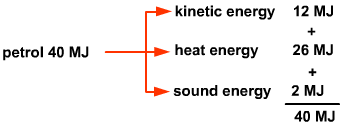 kinetic energy 12 MJ
+
petrol 40 MJ heat energy 26 MJ
+
sound energy 2 MJ
40 MJ